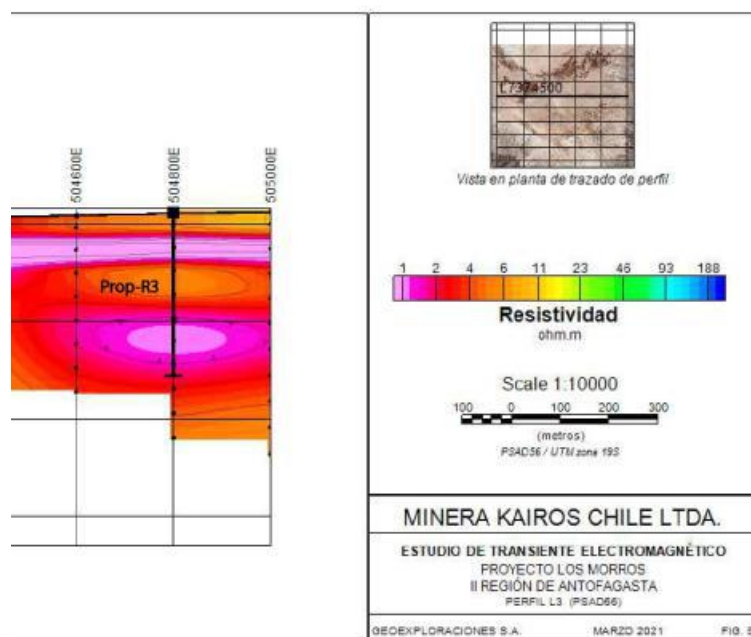 L7374500
Vista en planta de trazado de perfil
504600E
504800E
505000E
Prop-R3
1 2 4 6 11 23 46 93 188
Resistividad
ohm.m
Scale 1:10000
100 0 100 200 300
(metros)
PSAD56 / UTM zone 19S
MINERA KAIROS CHILE LTDA.
ESTUDIO DE TRANSIENTE ELECTROMAGNÉTICO
PROYECTO LOS MORROS
II REGIÓN DE ANTOFAGASTA
PERFIL L3 (PSAD56)
GEOEXPLORACIONES S.A. MARZO 2021 FIG.